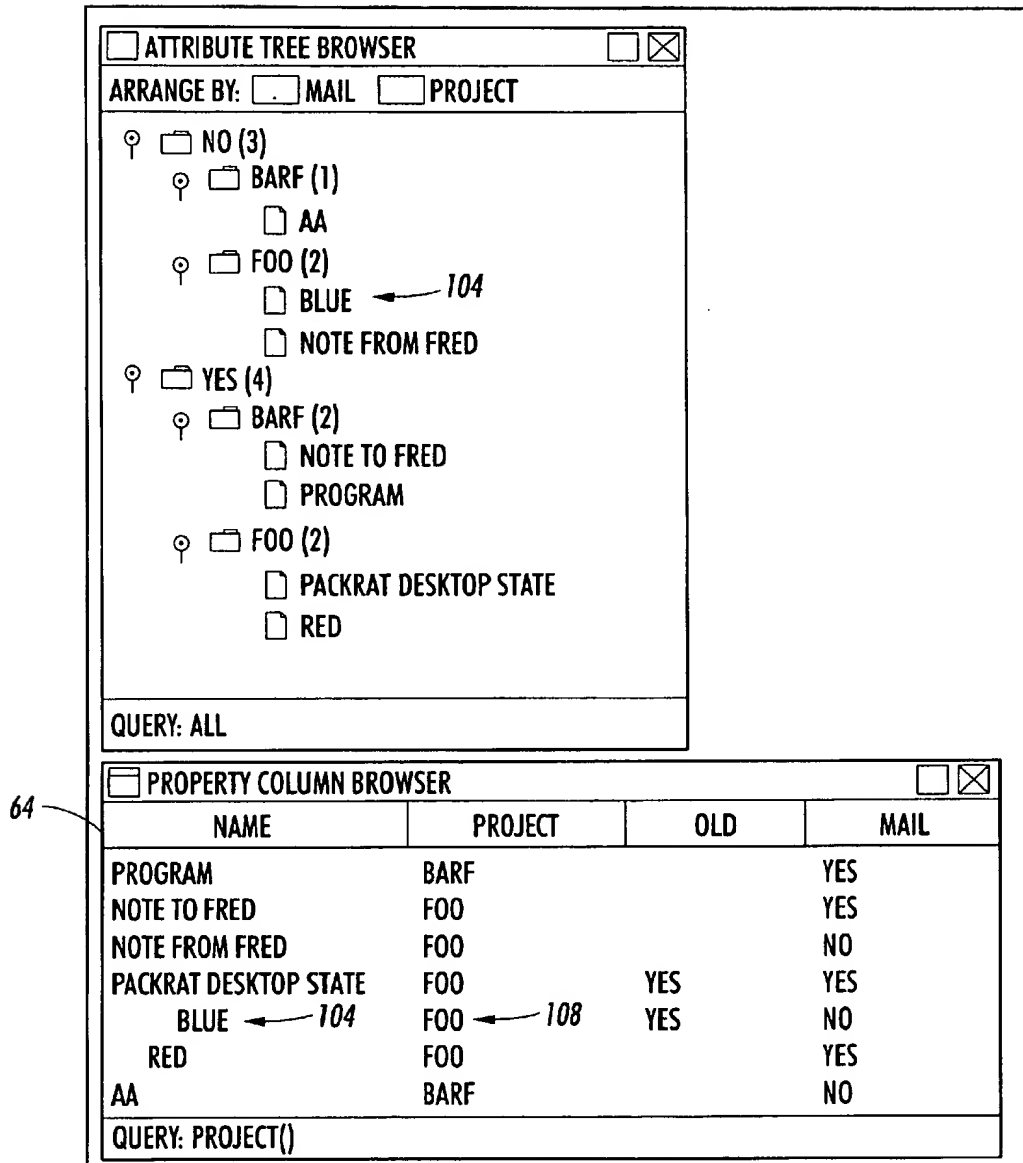 ATTRIBUTE TREE BROWSER
ARRANGE BY: MAIL PROJECT
NO (3)
BARF (1)
AA
FOO (2)
BLUE 104
NOTE FROM FRED
YES (4)
BARF (2)
NOTE TO FRED
PROGRAM
FOO (2)
PACKRAT DESKTOP STATE
RED
QUERY: ALL
PROPERTY COLUMN BROWSER
64
NAME PROJECT OLD MAIL
PROGRAM BARF YES
NOTE TO FRED FOO YES
NOTE FROM FRED FOO NO
PACKRAT DESKTOP STATE FOO YES YES
BLUE 104 FOO 108 YES NO
RED FOO YES
AA BARF NO
QUERY: PROJECT()